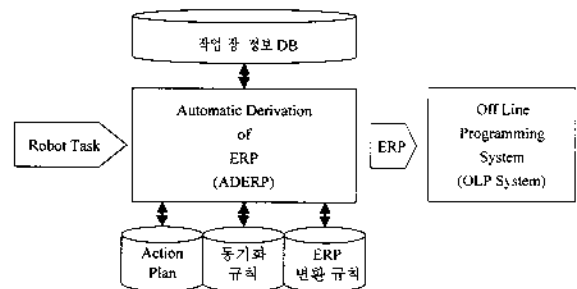 작업 장 정보 DB
Robot Task
Automatic Derivation
of
ERP
(ADERP)
ERP
Off Line
Programming
System
(OLP System)
Action
Plan
동기화
규칙
ERP
변환 규칙